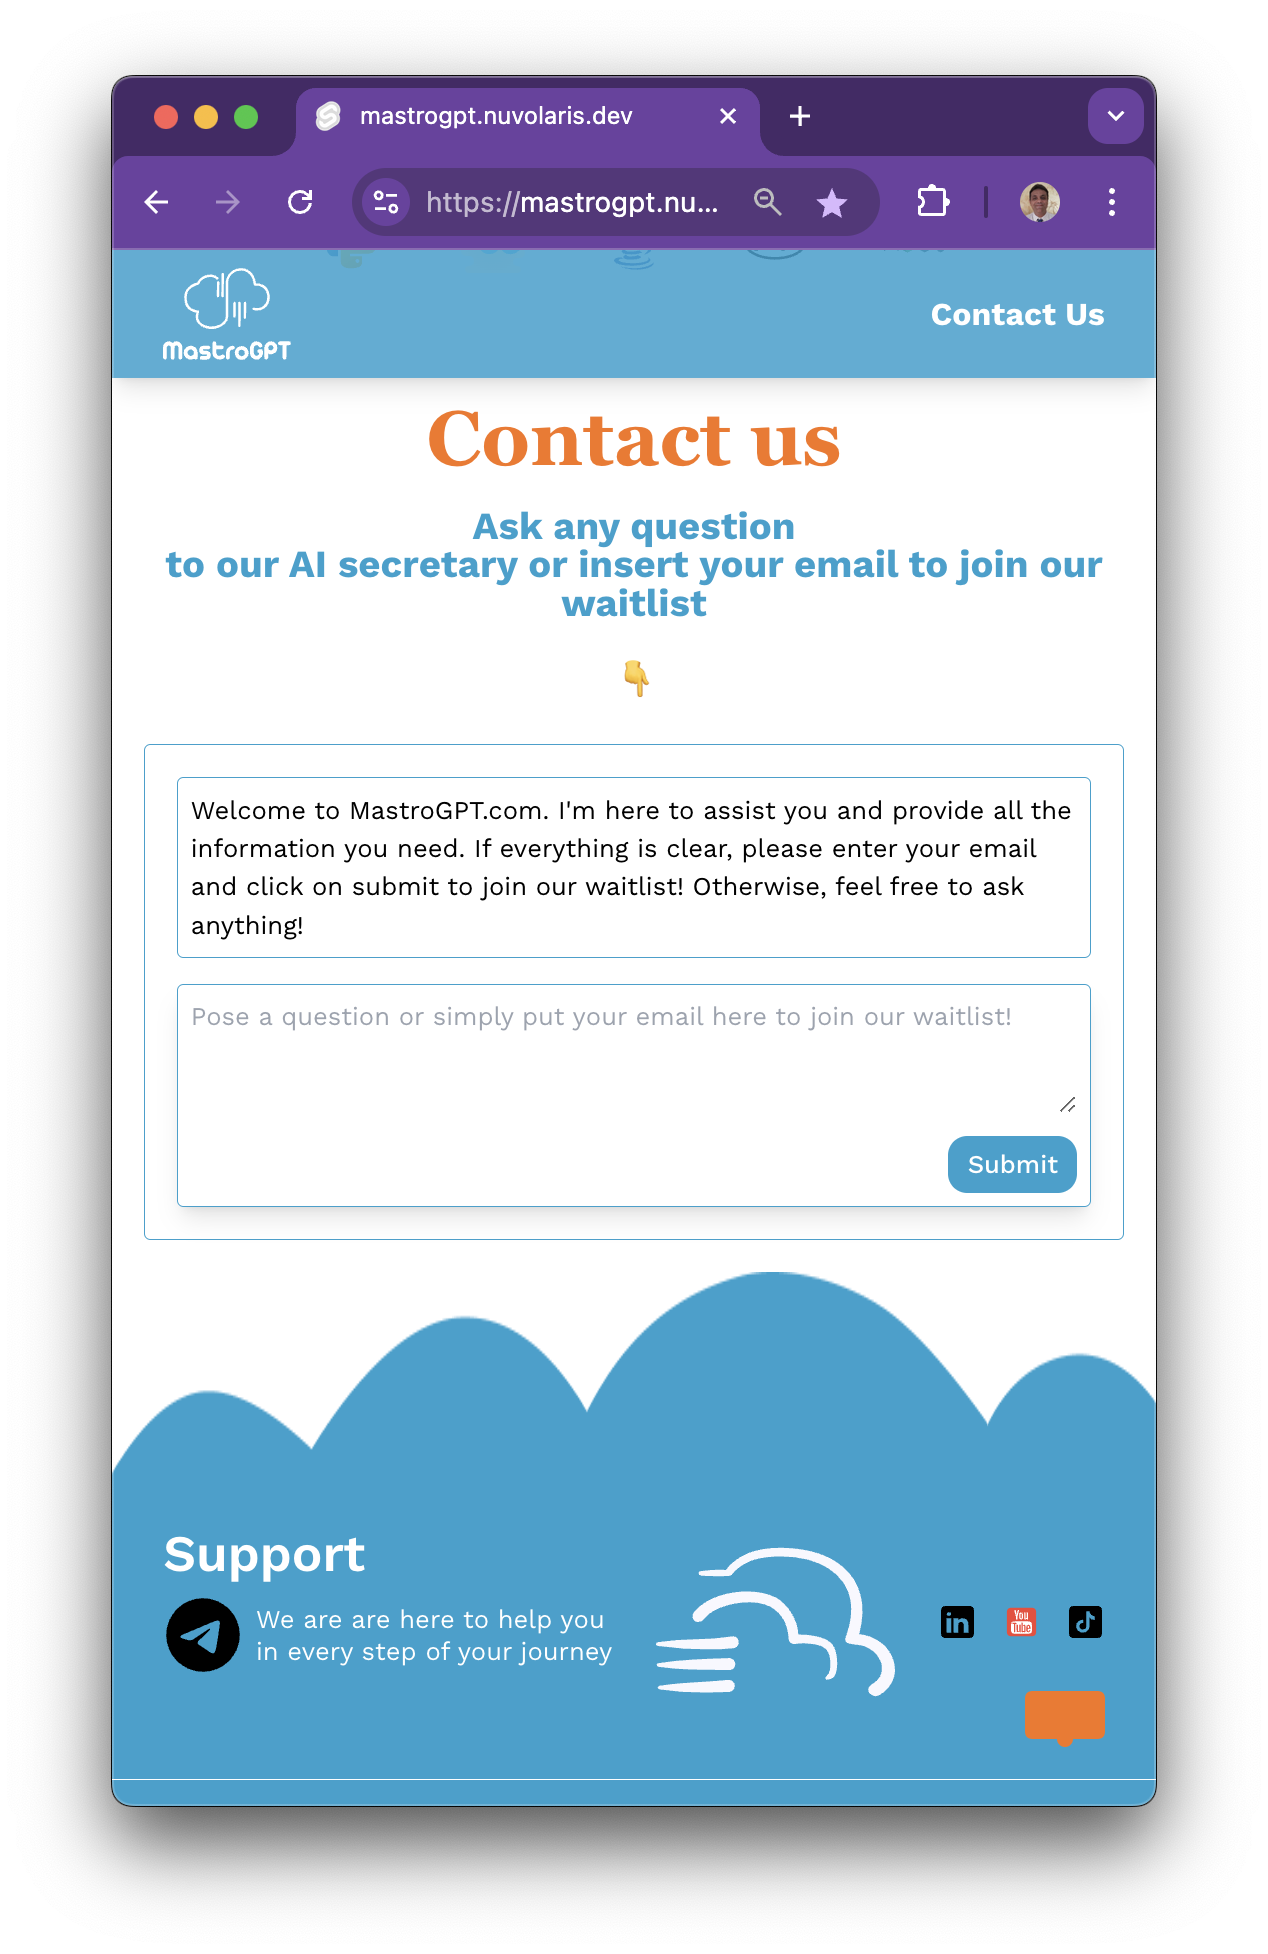 mastrogpt.nuvolaris.dev
https://mastrogpt.nu...
MastroGPT
Contact Us
Contact us
Ask any question
to our AI secretary or insert your email to join our
waitlist
Welcome to MastroGPT.com. I'm here to assist you and provide all the
information you need. If everything is clear, please enter your email
and click on submit to join our waitlist! Otherwise, feel free to ask
anything!
Pose a question or simply put your email here to join our waitlist!
Submit
Support
We are are here to help you
in every step of your journey
in
You
Tube